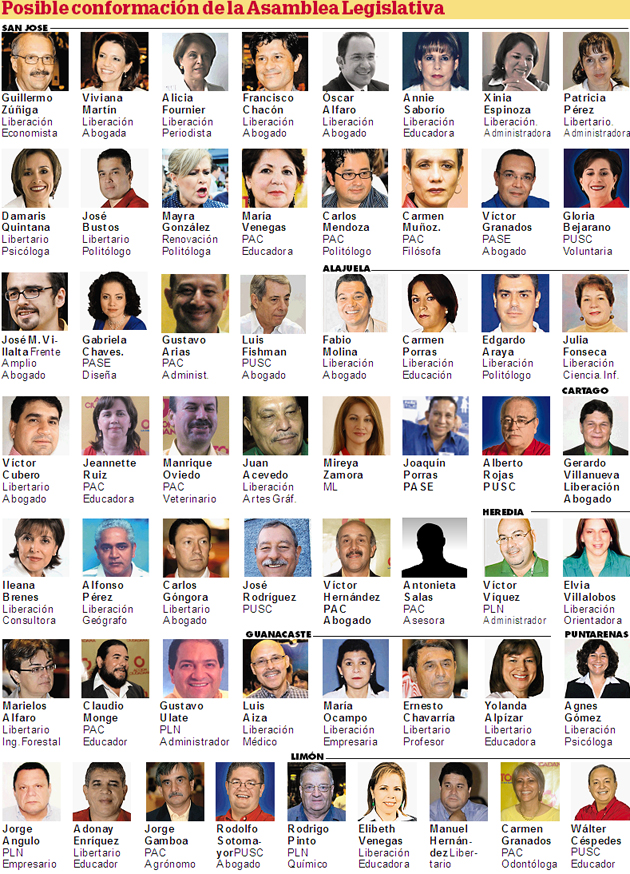 Posible conformación de la Asamblea Legislativa
SAN JOSE
Guillermo Zúñiga
Liberación
Economista
Viviana Martín
Liberación
Abogada
Alicia Fournier
Liberación
Periodista
Francisco Chacón
Liberación
Abogado
Óscar Alfaro
Liberación
Abogado
Annie Saborío
Liberación
Educadora
Xinia Espinoza
Liberación.
Administradora
Patricia Pérez
Libertario.
Administradora
Damaris Quintana
Libertario
Psicóloga
José Bustos
Libertario
Politólogo
Mayra González
Renovación
Politóloga
María Venegas
PAC
Educadora
Carlos Mendoza
PAC
Politólogo
Carmen Muñoz.
PAC
Filósofa
Víctor Granados
PASE
Abogado
Gloria Bejarano
PUSC
Voluntaria
José M. Vi-
llalta Frente
Amplio
Abogado
Gabriela Chaves.
PASE
Diseña
Gustavo Arias
PAC
Administ.
Luis Fishman
PUSC
Abogado
ALAJUELA
Fabio Molina
Liberación
Abogado
Carmen Porras
Liberación
Educación
Edgardo Araya
Liberación
Politólogo
Julia Fonseca
Liberación
Ciencia. Inf.
Víctor Cubero
Libertario
Abogado
Jeannette Ruiz
PAC
Educadora
Manrique Oviedo
PAC
Veterinario
Juan Acevedo
Liberación
Artes Gráf.
Mireya Zamora
ML
Joaquín Porras
PASE
Alberto Rojas
PUSC
CARTAGO
Gerardo Villanueva
Liberación
Abogado
Ileana Brenes
Liberación
Consultora
Alfonso Pérez
Liberación
Geógrafo
Carlos Góngora
Libertario
Abogado
José Rodríguez
PUSC
Víctor Hernández
PAC
Abogado
Antonieta Salas
PAC
Asesora
HEREDIA
Víctor Víquez
PLN
Administrador
Elvia Villalobos
Liberación
Orientadora
Marielos Alfaro
Libertario
Ing. Forestal
Claudio Monge
PAC
Educador
Gustavo Ulate
PLN
Administrador
GUANACASTE
Luis Aiza
Liberación
Médico
María Ocampo
Liberación
Empresaria
Ernesto Chavarría
Libertario
Profesor
Yolanda Alpízar
Libertario
Educadora
PUNTARENAS
Agnes Gómez
Liberación
Psicóloga
Jorge Angulo
PLN
Empresario
Adonay Enríquez
Libertario
Educador
Jorge Gamboa
PAC
Agrónomo
Rodolfo Sotoma-
yor PUSC
Abogado
LIMÓN
Rodrigo Pinto
PLN
Químico
Elibeth Venegas
Liberación
Educadora
Manuel Hernán-
dez Liber-
tario
Carmen Granados
PAC
Odontóloga
Wálter Céspedes
PUSC
Educador